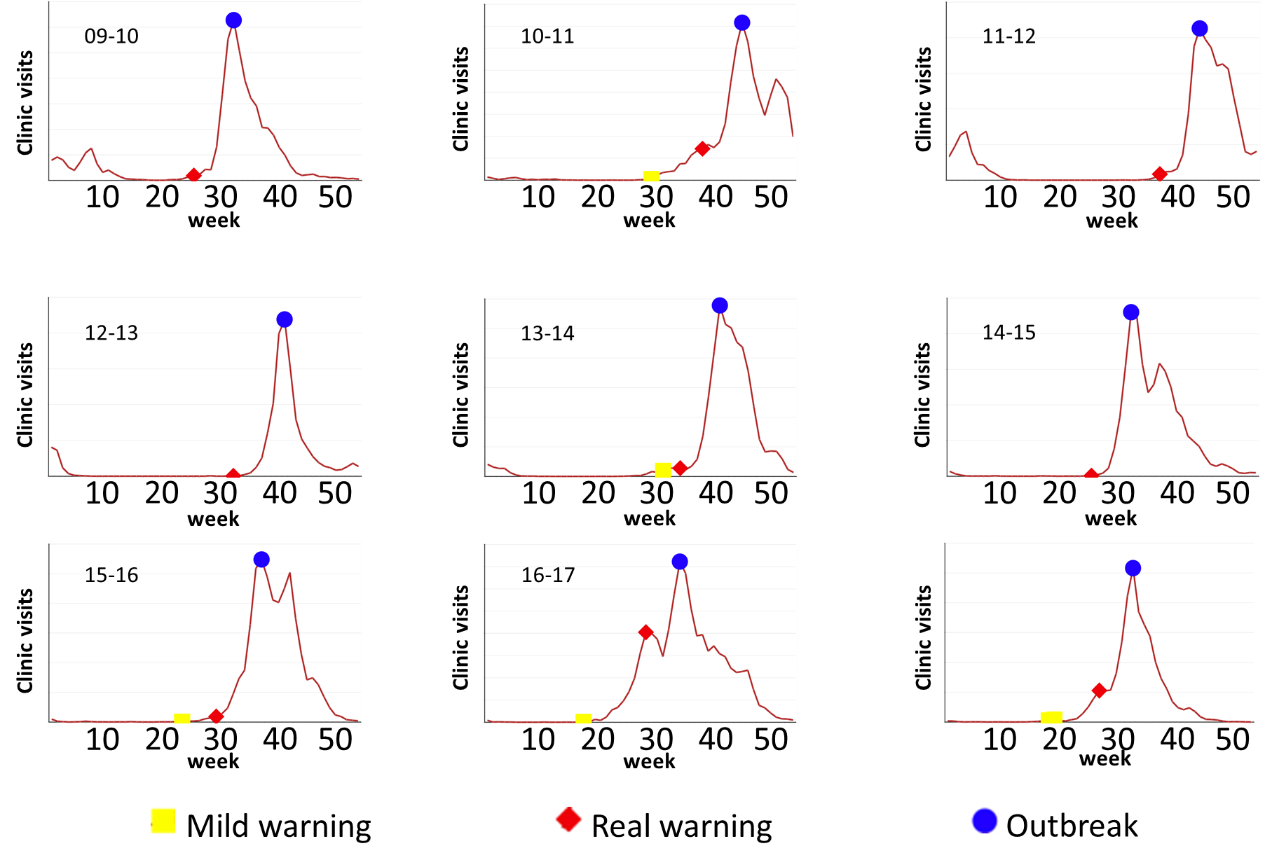 09-10
Clinic visits
10 20 30 40 50
week
10-11
Clinic visits
10 20 30 40 50
week
11-12
Clinic visits
10 20 30 40 50
week
12-13
Clinic visits
10 20 30 40 50
week
13-14
Clinic visits
10 20 30 40 50
week
14-15
Clinic visits
10 20 30 40 50
week
15-16
Clinic visits
10 20 30 40 50
week
16-17
Clinic visits
10 20 30 40 50
week
Clinic visits
10 20 30 40 50
week
Mild warning
Real warning
Outbreak